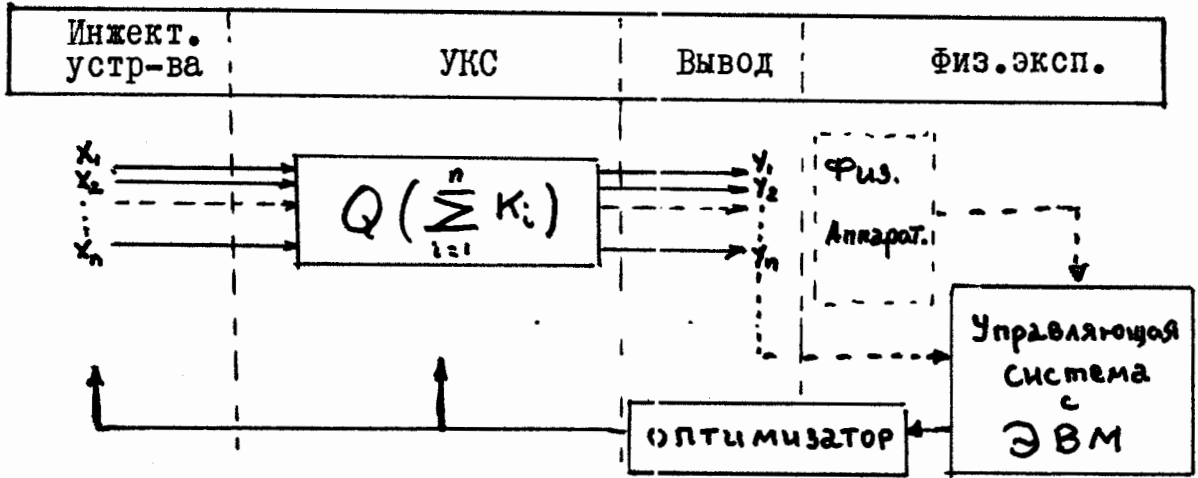 Инжект.
устр-ва
УКС
Вывод
Физ.эксп.
X₁
X₂
Xₙ
Q ( ∑ⁿᵢ₌₁ Kᵢ )
Y₁
Y₂
Yₙ
Физ.
Аппарат.
Управляющая
система
с
ЭВМ
оптимизатор